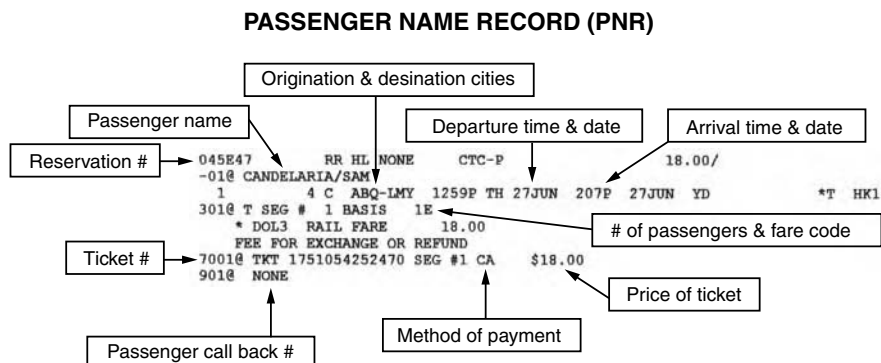 PASSENGER NAME RECORD (PNR)
Origination & desination cities
Passenger name
Departure time & date
Arrival time & date
Reservation #
045E47 RR HL NONE CTC-P 18.00/
-01@ CANDELARIA/SAM
1 4 C ABQ-LMY 1259P TH 27JUN 207P 27JUN YD *T HK1
301@ T SEG # 1 BASIS 1E
# of passengers & fare code
* DOL3 RAIL FARE 18.00
FEE FOR EXCHANGE OR REFUND
Ticket #
7001@ TKT 1751054252470 SEG #1 CA $18.00
901@ NONE
Price of ticket
Method of payment
Passenger call back #